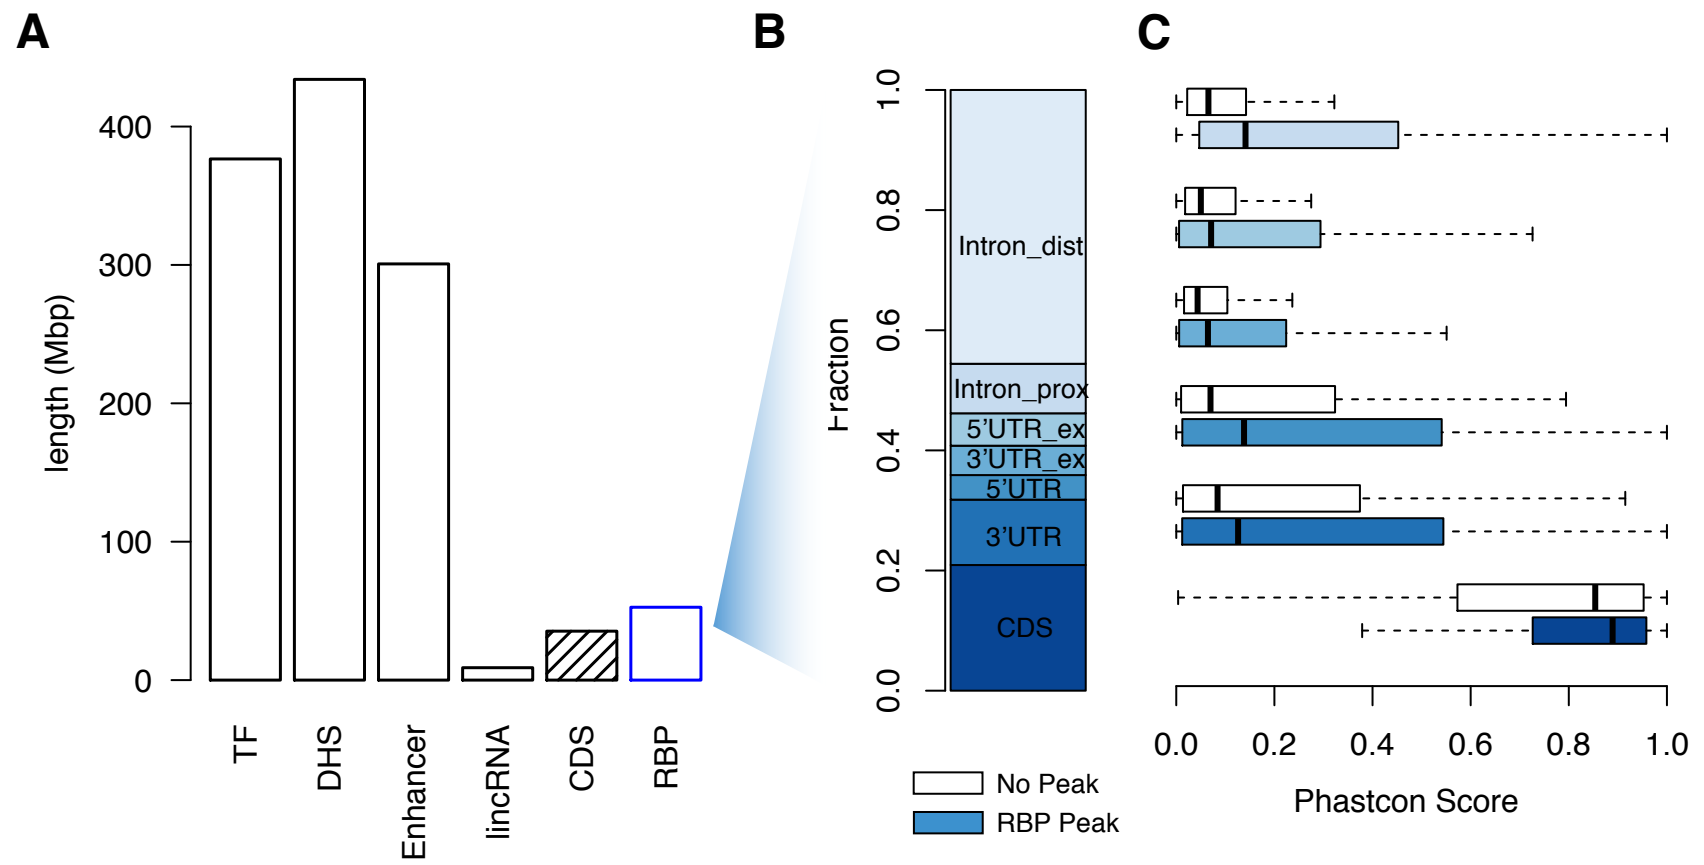 A
length (Mbp)
400
300
200
100
0
TF
DHS
Enhancer
lincRNA
CDS
RBP
B
Fraction
1.0
0.8
0.6
0.4
0.2
0.0
Intron_dist
Intron_prox
5'UTR_ex
3'UTR_ex
5'UTR
3'UTR
CDS
No Peak
RBP Peak
C
0.0 0.2 0.4 0.6 0.8 1.0
Phastcon Score